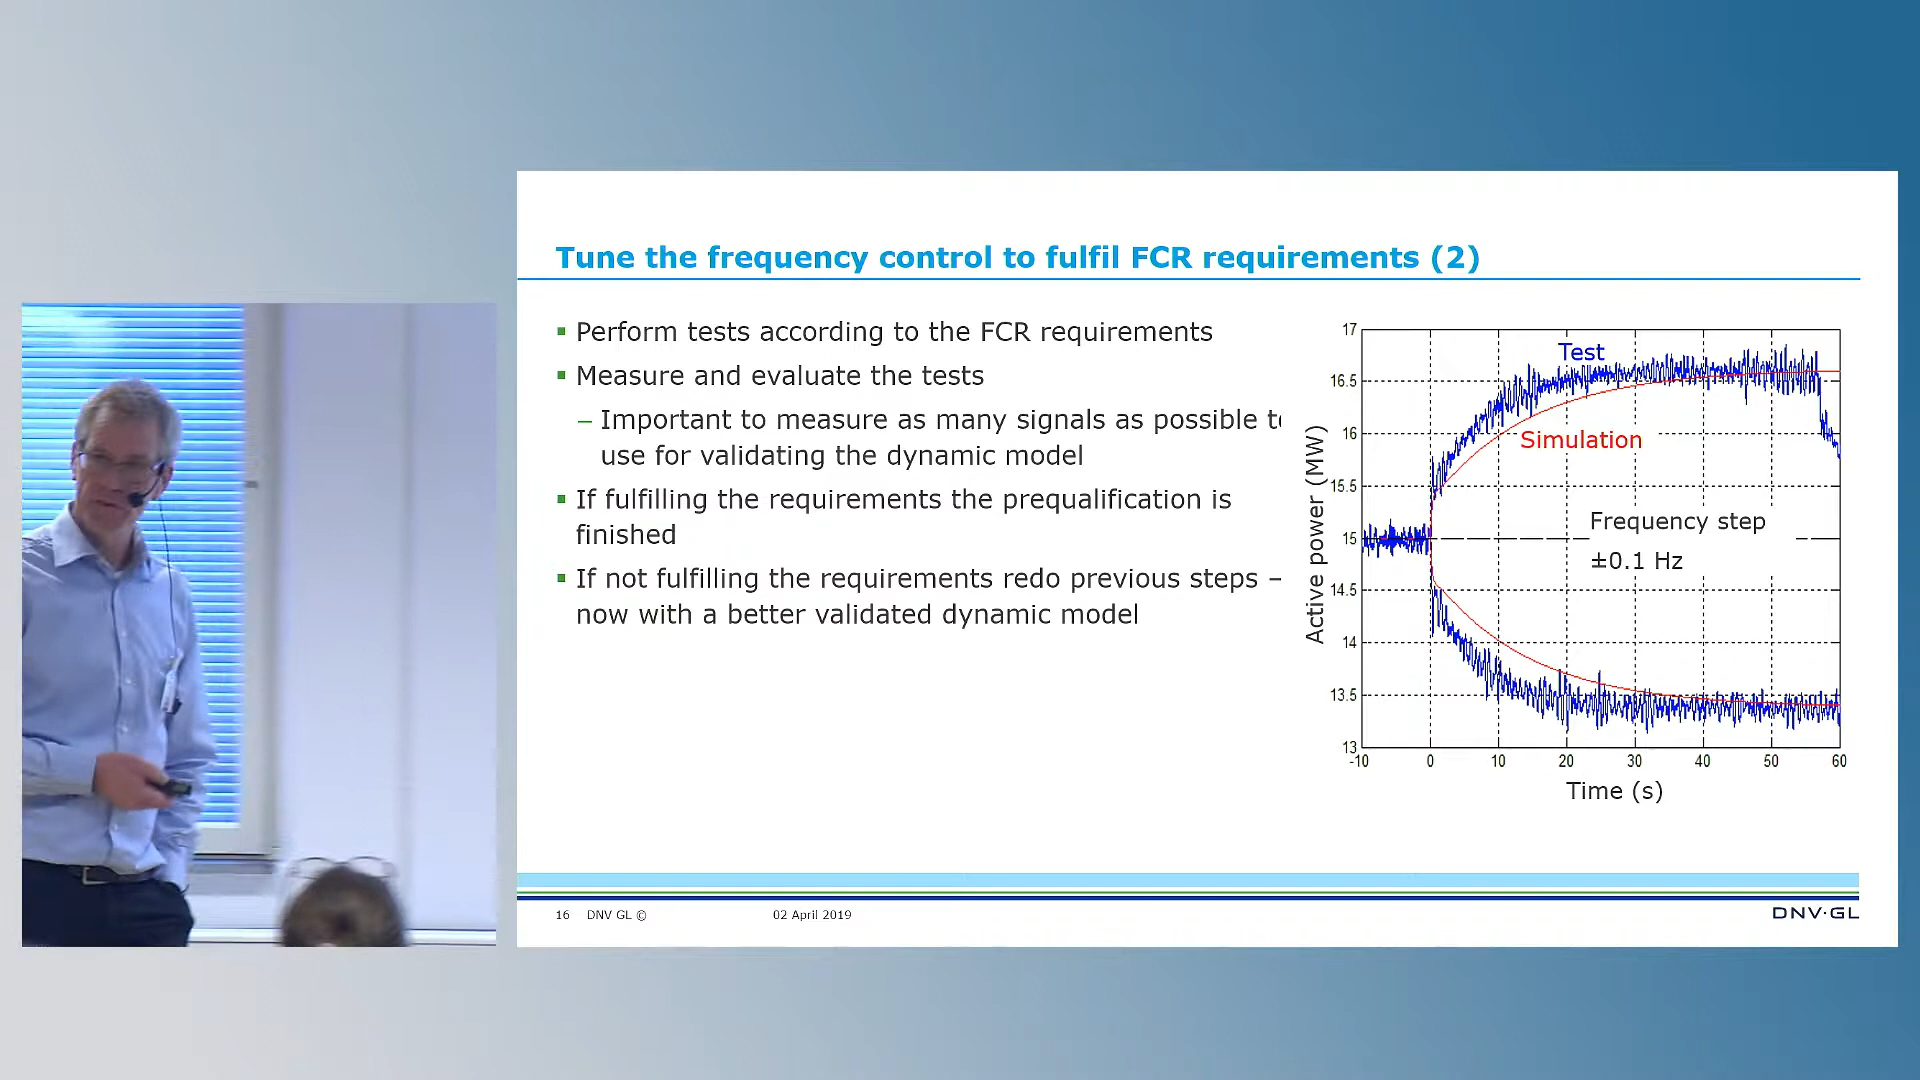 Tune the frequency control to fulfil FCR requirements (2)
Perform tests according to the FCR requirements
Measure and evaluate the tests
– Important to measure as many signals as possible to
use for validating the dynamic model
If fulfilling the requirements the prequalification is
finished
If not fulfilling the requirements redo previous steps –
now with a better validated dynamic model
Active power (MW)
17
16.5
16
15.5
15
14.5
14
13.5
13
Test
Simulation
Frequency step
±0.1 Hz
-10 0 10 20 30 40 50 60
Time (s)
16 DNV GL © 02 April 2019
DNV·GL